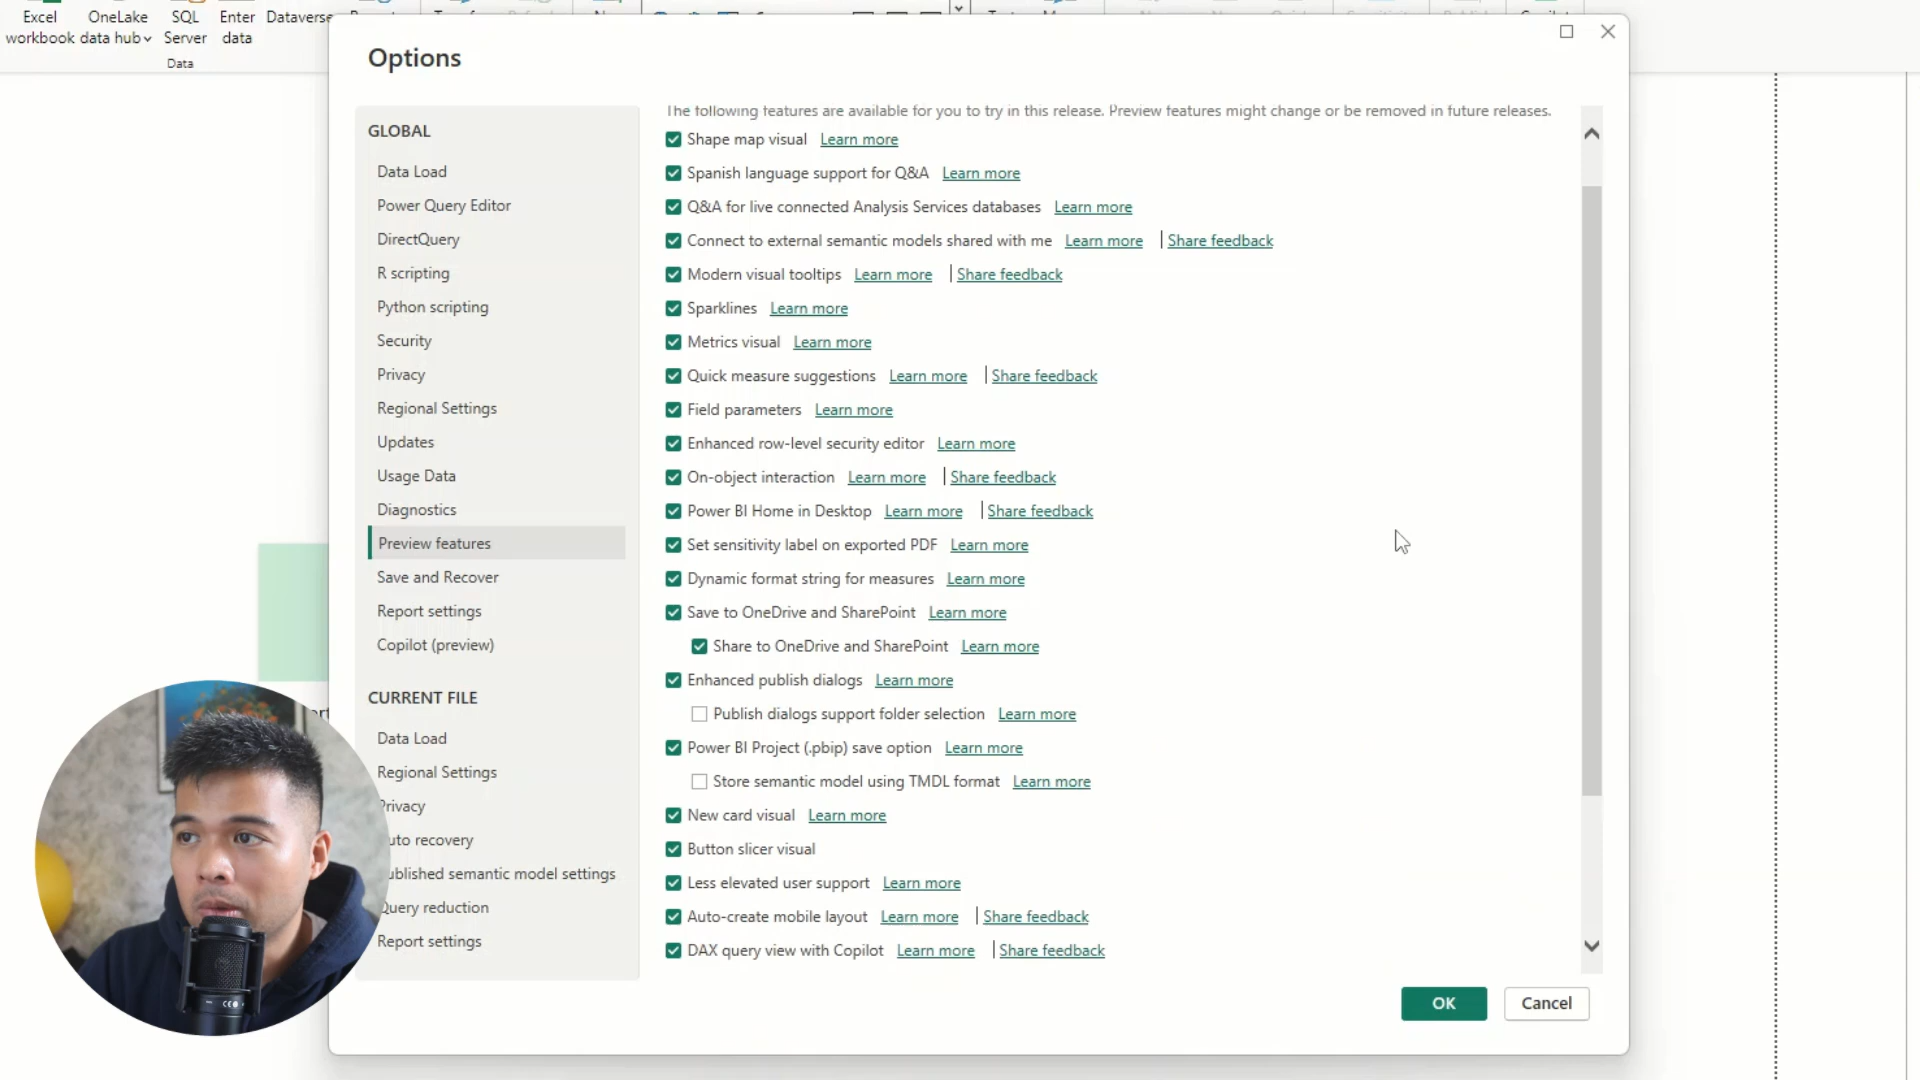 Excel workbook
OneLake data hub
SQL Server
Enter data
Dataverse
Data
Options
GLOBAL
Data Load
Power Query Editor
DirectQuery
R scripting
Python scripting
Security
Privacy
Regional Settings
Updates
Usage Data
Diagnostics
Preview features
Save and Recover
Report settings
Copilot (preview)
CURRENT FILE
Data Load
Regional Settings
Privacy
uto recovery
ublished semantic model settings
Query reduction
Report settings
The following features are available for you to try in this release. Preview features might change or be removed in future releases.
Shape map visual Learn more
Spanish language support for Q&A Learn more
Q&A for live connected Analysis Services databases Learn more
Connect to external semantic models shared with me Learn more | Share feedback
Modern visual tooltips Learn more | Share feedback
Sparklines Learn more
Metrics visual Learn more
Quick measure suggestions Learn more | Share feedback
Field parameters Learn more
Enhanced row-level security editor Learn more
On-object interaction Learn more | Share feedback
Power BI Home in Desktop Learn more | Share feedback
Set sensitivity label on exported PDF Learn more
Dynamic format string for measures Learn more
Save to OneDrive and SharePoint Learn more
Share to OneDrive and SharePoint Learn more
Enhanced publish dialogs Learn more
Publish dialogs support folder selection Learn more
Power BI Project (.pbip) save option Learn more
Store semantic model using TMDL format Learn more
New card visual Learn more
Button slicer visual
Less elevated user support Learn more
Auto-create mobile layout Learn more | Share feedback
DAX query view with Copilot Learn more | Share feedback
OK
Cancel